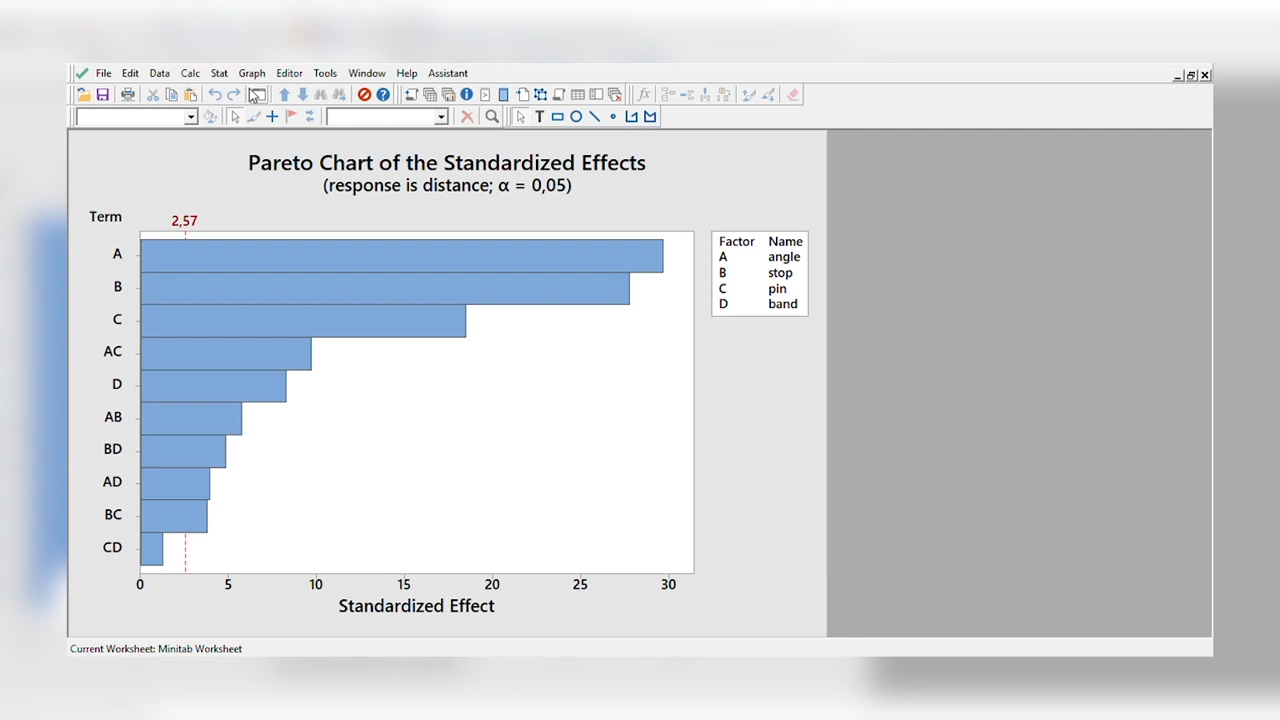 File Edit Data Calc Stat Graph Editor Tools Window Help Assistant
Pareto Chart of the Standardized Effects
(response is distance; α = 0,05)
Term
2,57
A
B
C
AC
D
AB
BD
AD
BC
CD
0 5 10 15 20 25 30
Standardized Effect
Factor Name
A angle
B stop
C pin
D band
Current Worksheet: Minitab Worksheet